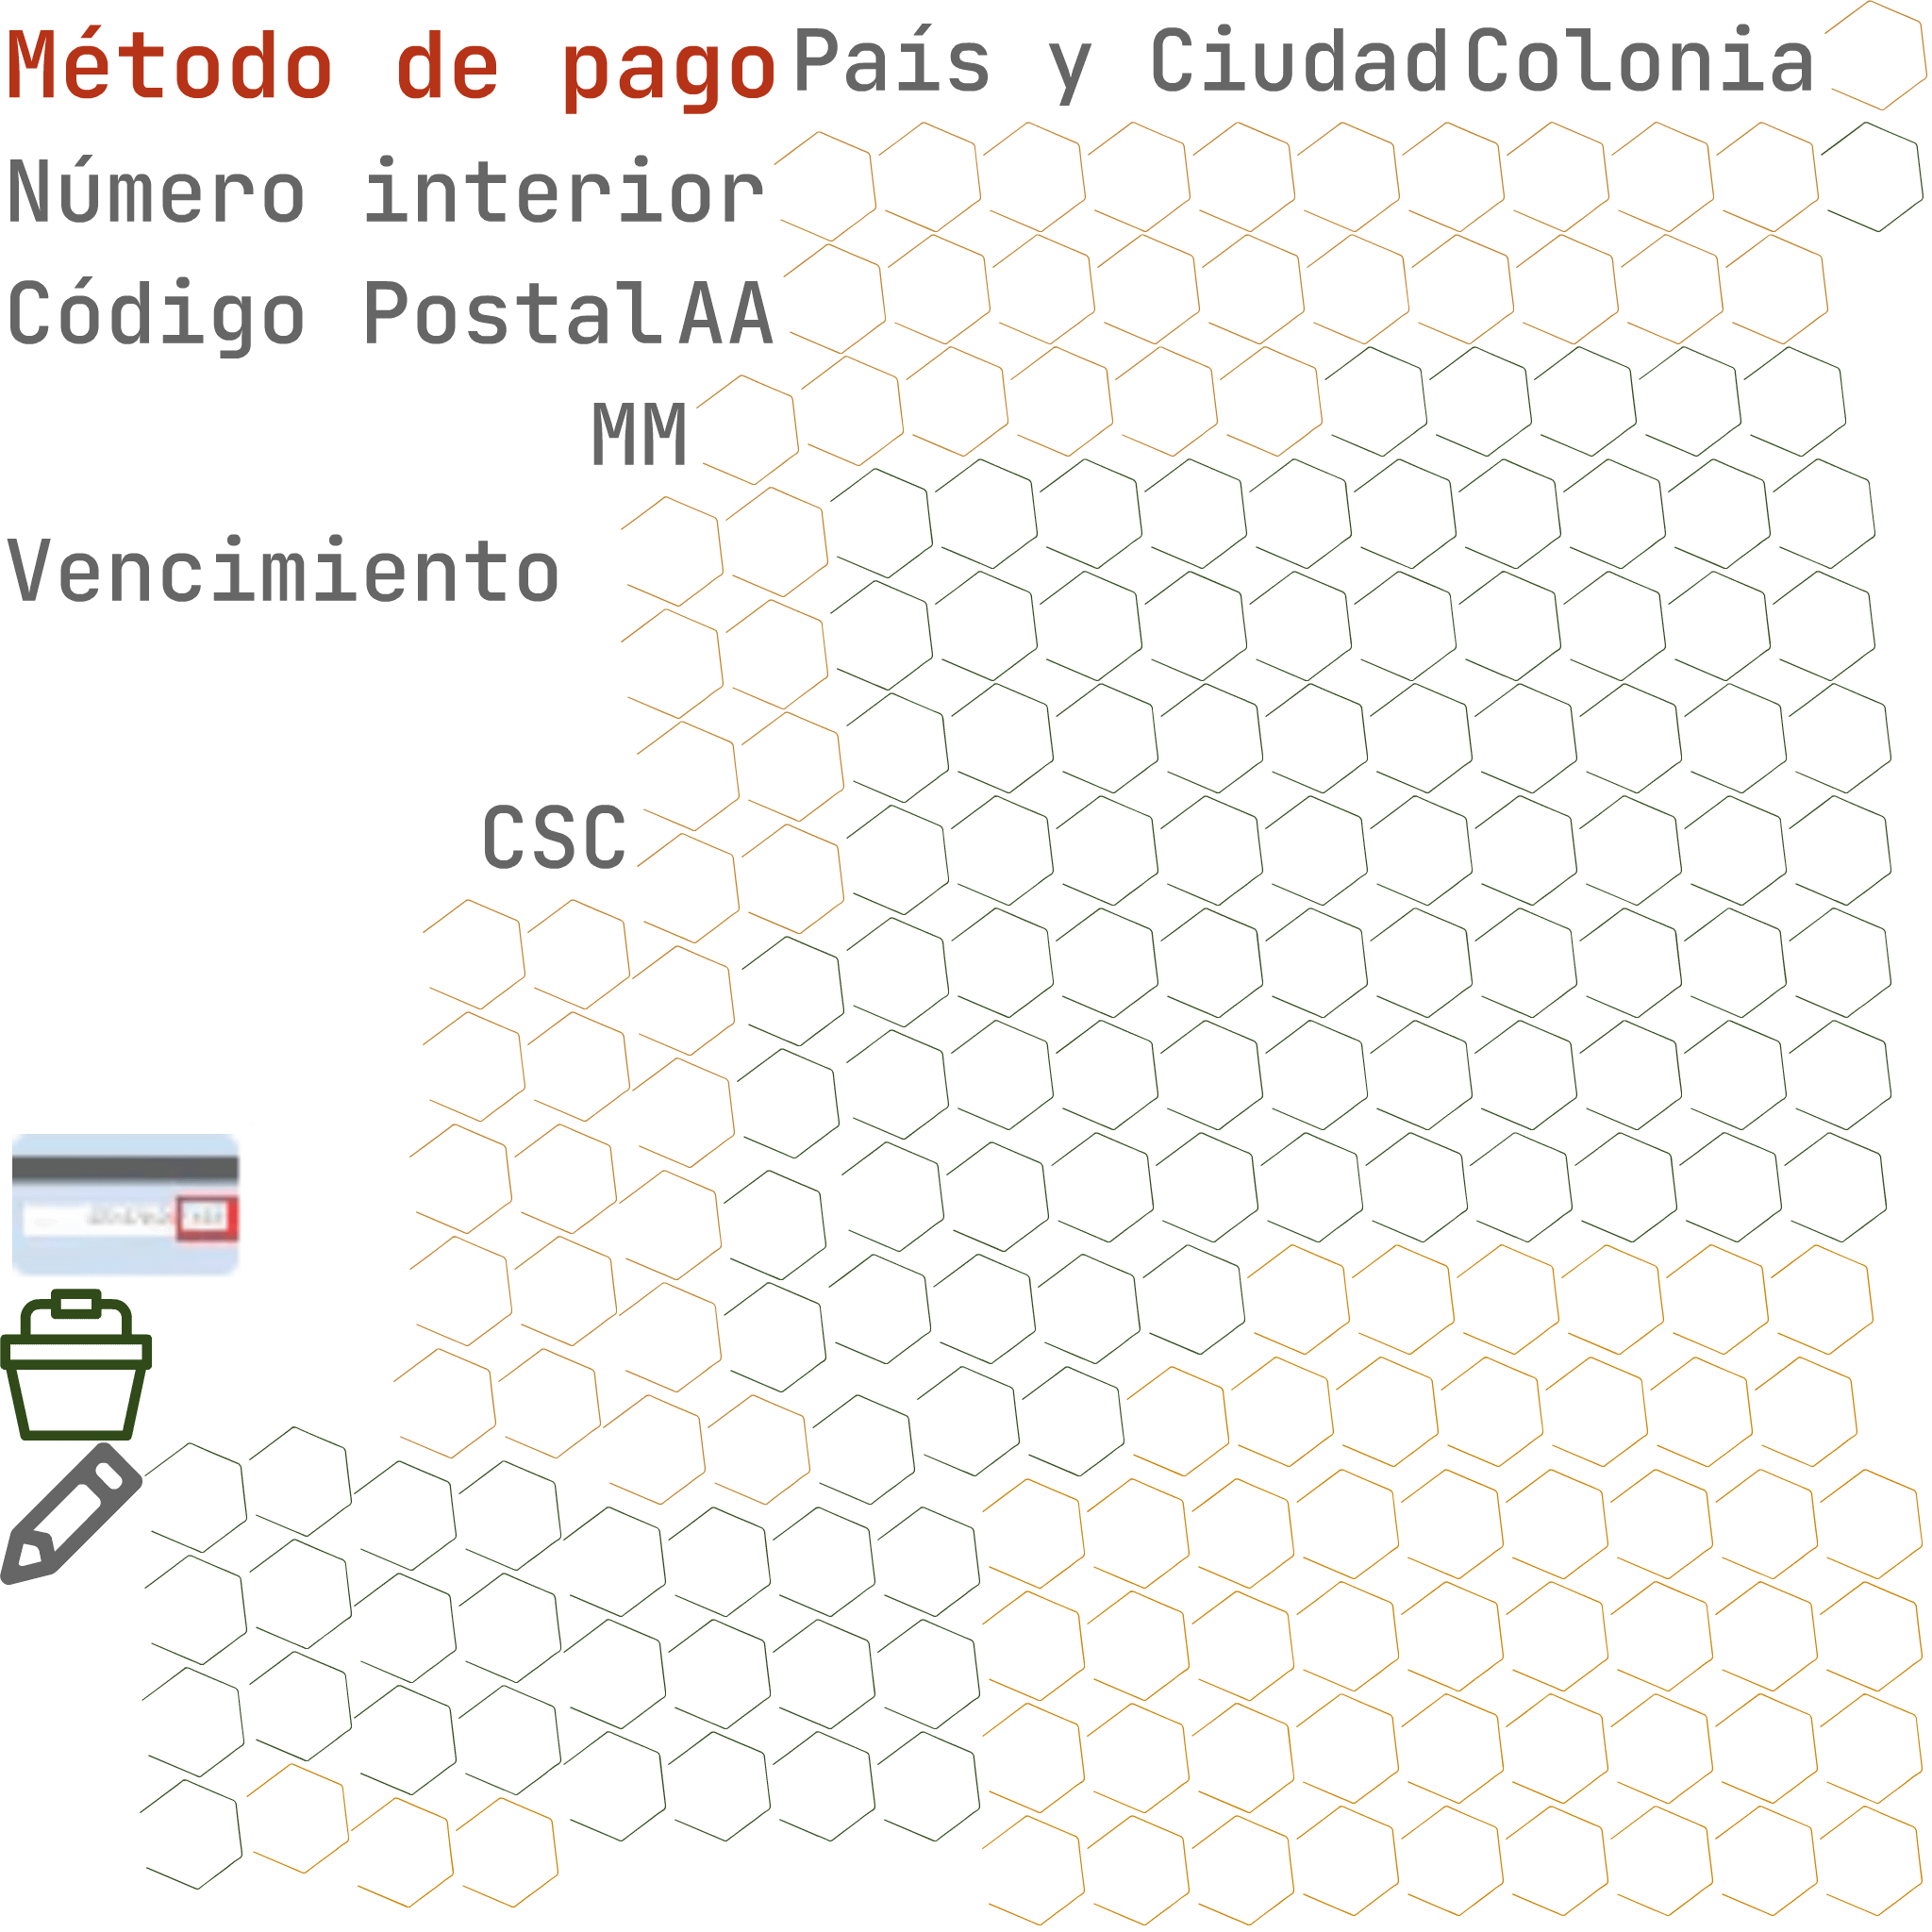 Método de pago País y Ciudad Colonia
Número interior
Código Postal AA
MM
Vencimiento
CSC